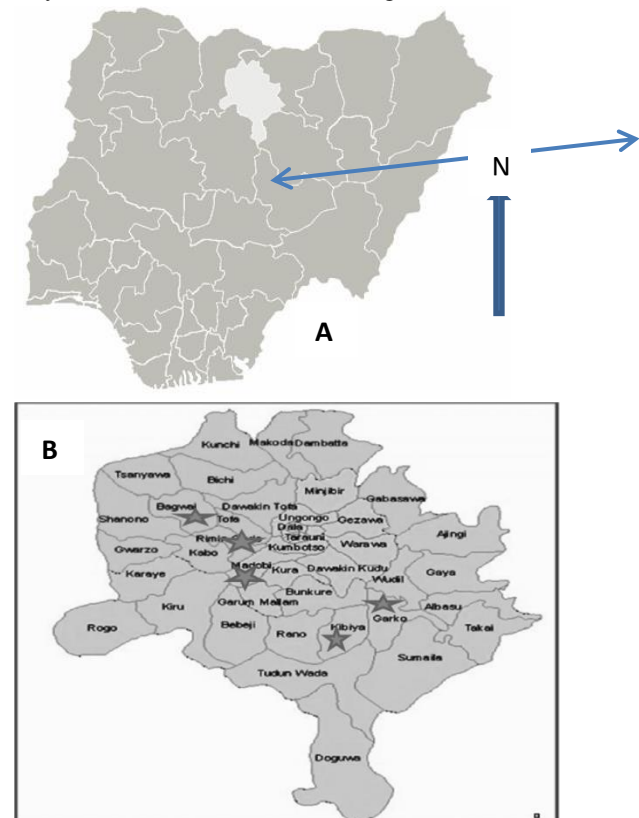 N
A
B
Kunchi Makoda Dambatta
Tsanyawa
Bichi
Minjibir
Gabasawa
Bagwai Dawakin Tota
Shanono Tofa Ungongo Gezawa
Dala Ajingi
Rimin Tarauni
Gwarzo Kabo Kumbotso Warawa
Madobi Kura Dawakin Kudu
Karaye Wudil Gaya
Bunkure
Kiru Garum Mallam Albasu
Rogo Bebeji Rano Kibiya Garko Takai
Sumaila
Tudun Wada
Doguwa